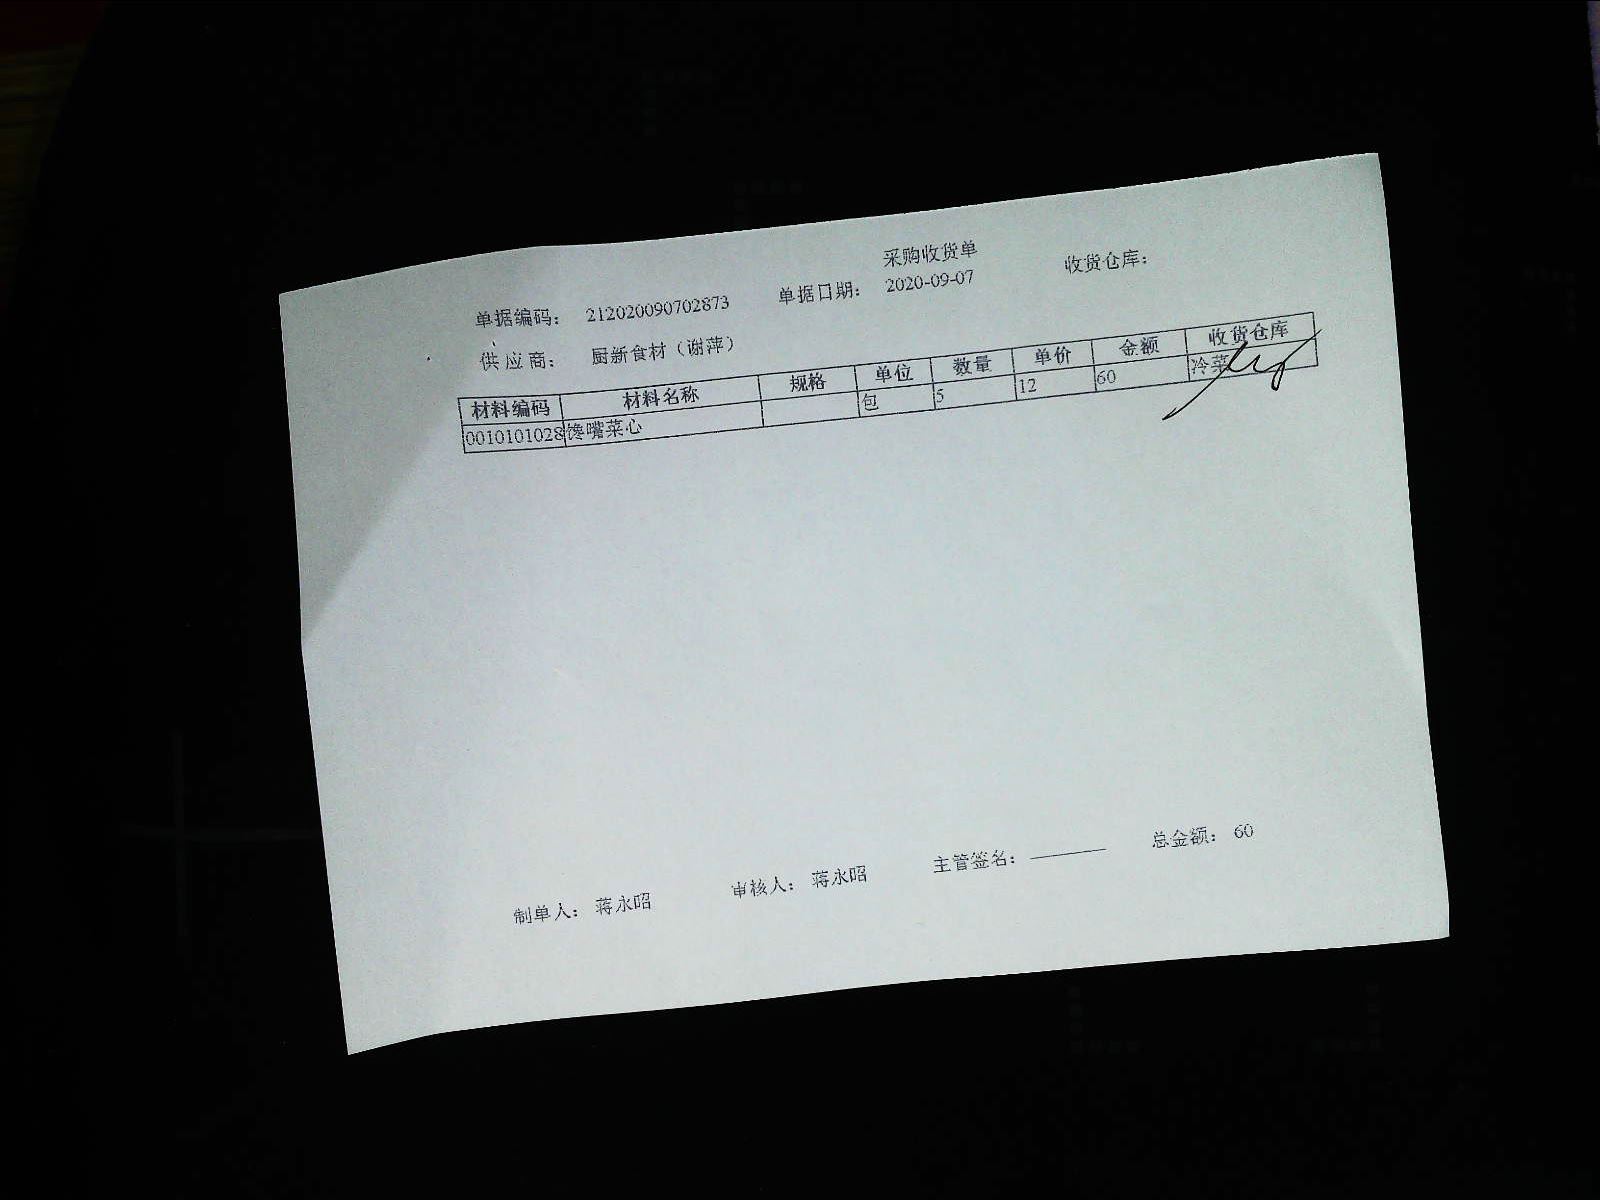 采购收货单
单据编码： 212020090702873 单据日期： 2020-09-07 收货仓库：
供 应 商： 厨新食材（谢萍）
材料编码 材料名称 规格 单位 数量 单价 金额 收货仓库
0010101028 馋嘴菜心 包 5 12 60 冷菜
制单人： 蒋永昭 审核人： 蒋永昭 主管签名： 总金额： 60